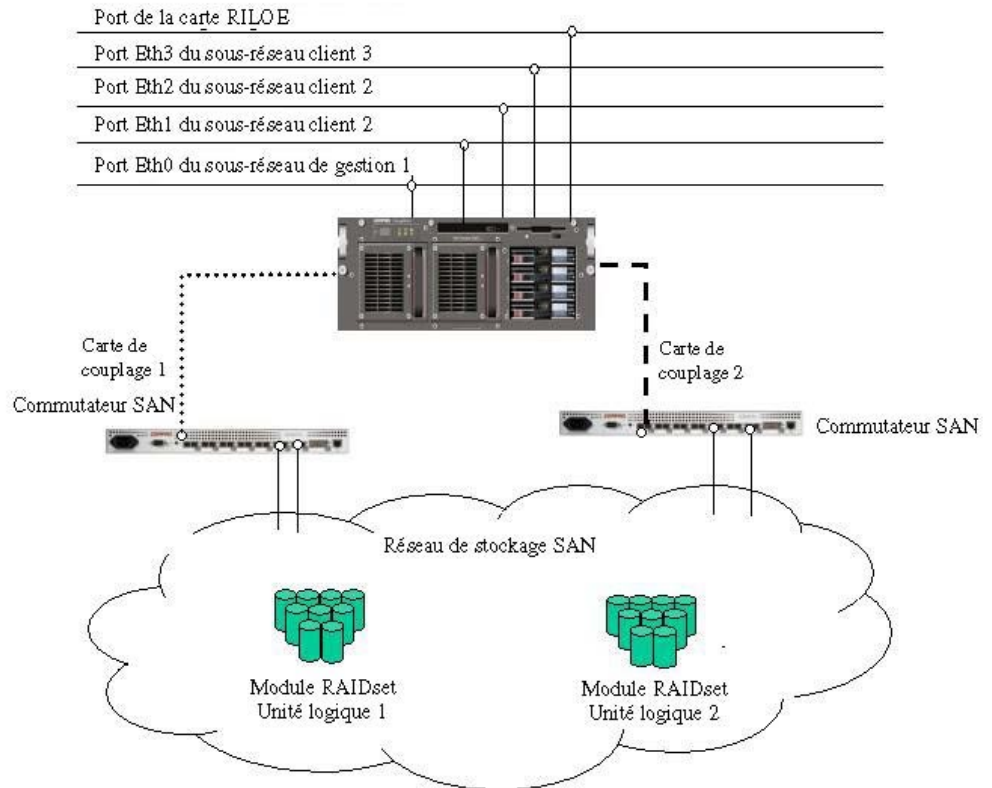 Port de la carte RILOE
Port Eth3 du sous-réseau client 3
Port Eth2 du sous-réseau client 2
Port Eth1 du sous-réseau client 2
Port Eth0 du sous-réseau de gestion 1
Carte de
couplage 1
Carte de
couplage 2
Commutateur SAN
Commutateur SAN
Réseau de stockage SAN
Module RAIDset
Unité logique 1
Module RAIDset
Unité logique 2